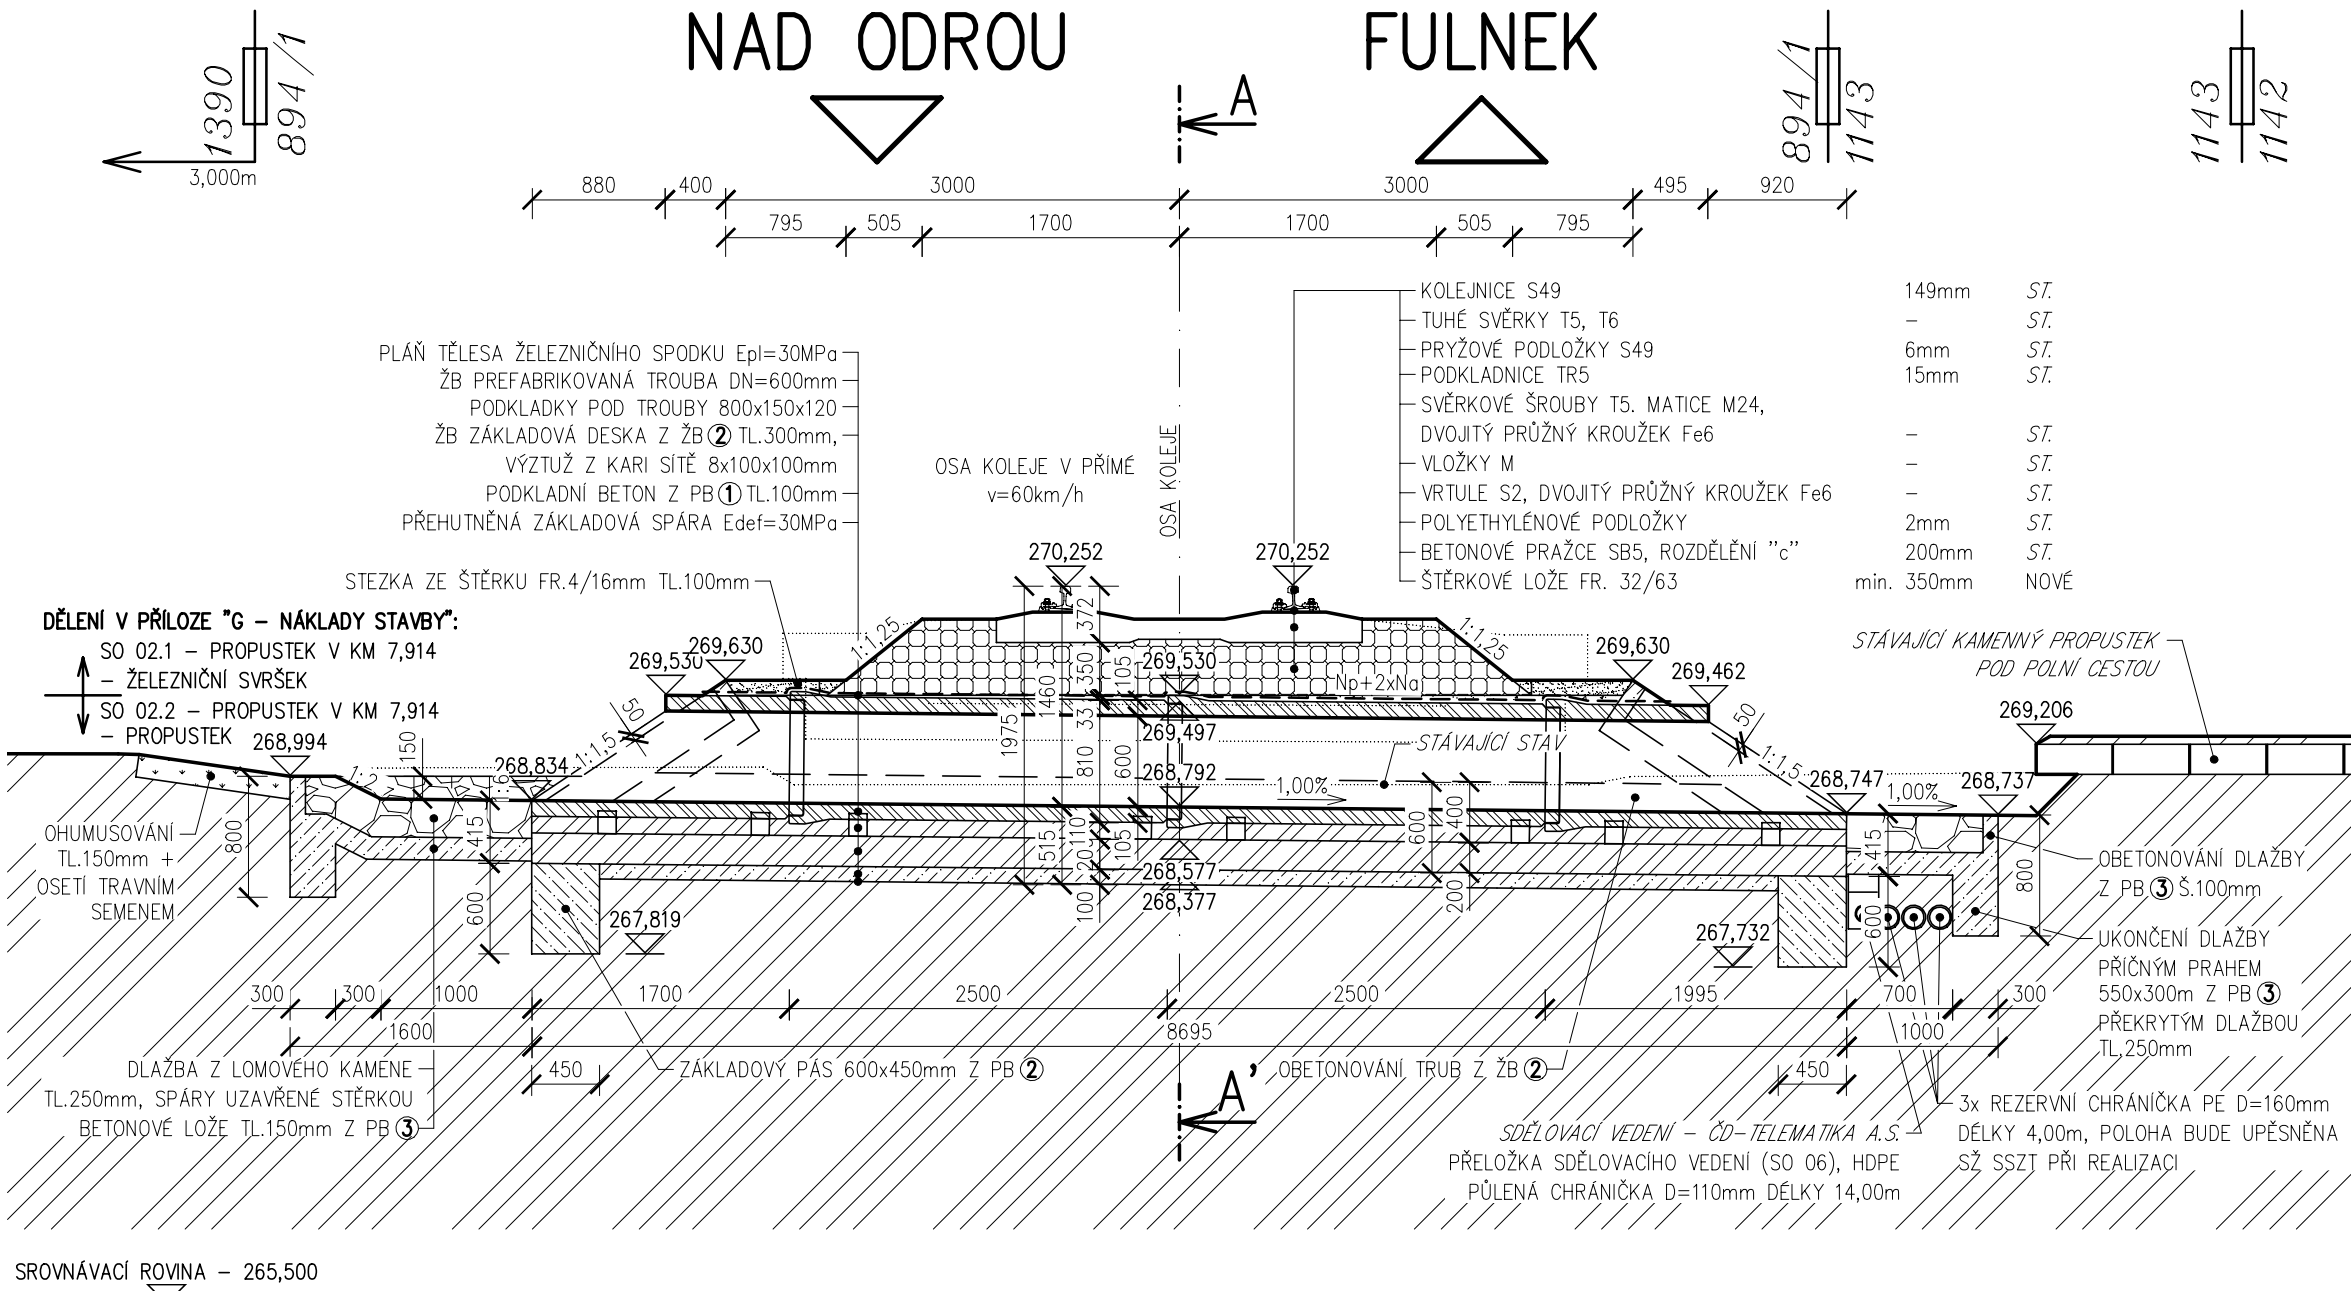 NAD ODROU
FULNEK
1390
894/1
3,000m
A
894/1
1143
1143
1142
880
400
3000
3000
495
920
795
505
1700
1700
505
795
KOLEJNICE S49 149mm ST.
TUHÉ SVĚRKY T5, T6 – ST.
PRYŽOVÉ PODLOŽKY S49 6mm ST.
PODKLADNICE TR5 15mm ST.
SVĚRKOVÉ ŠROUBY T5. MATICE M24,
DVOJITÝ PRŮŽNÝ KROUŽEK Fe6 – ST.
VLOŽKY M – ST.
VRTULE S2, DVOJITÝ PRŮŽNÝ KROUŽEK Fe6 – ST.
POLYETHYLÉNOVÉ PODLOŽKY 2mm ST.
BETONOVÉ PRAŽCE SB5, ROZDĚLENÍ "c" 200mm ST.
ŠTĚRKOVÉ LOŽE FR. 32/63 min. 350mm NOVÉ
PLÁŇ TĚLESA ŽELEZNIČNÍHO SPODKU Epl=30MPa
ŽB PREFABRIKOVANÁ TROUBA DN=600mm
PODKLADKY POD TROUBY 800x150x120
ŽB ZÁKLADOVÁ DESKA Z ŽB 2 TL.300mm,
VÝZTUŽ Z KARI SÍTĚ 8x100x100mm
PODKLADNÍ BETON Z PB 1 TL.100mm
PŘEHUTNĚNÁ ZÁKLADOVÁ SPÁRA Edef=30MPa
OSA KOLEJE V PŘÍMÉ
v=60km/h
OSA KOLEJE
STEZKA ZE ŠTĚRKU FR.4/16mm TL.100mm
270,252
270,252
DĚLENÍ V PŘÍLOZE "G – NÁKLADY STAVBY":
SO 02.1 – PROPUSTEK V KM 7,914
– ŽELEZNIČNÍ SVRŠEK
SO 02.2 – PROPUSTEK V KM 7,914
– PROPUSTEK
STÁVAJÍCÍ KAMENNÝ PROPUSTEK
POD POLNÍ CESTOU
372
1:1,25
1:1,25
269,530
269,630
269,530
269,630
269,462
350
105
1460
1975
33
Np+2xNa
269,497
STÁVAJÍCÍ STAV
50
50
1:1,5
1:1,5
269,206
268,994
150
1:2
268,834
810
600
268,792
1,00%
268,747
1,00%
268,737
OHUMUSOVÁNÍ
TL.150mm +
OSETÍ TRAVNÍM
SEMENEM
800
415
600
515
110
105
200
100
268,577
268,377
600
400
200
415
600
800
267,819
267,732
OBETONOVÁNÍ DLAŽBY
Z PB 3 Š.100mm
UKONČENÍ DLAŽBY
PŘÍČNÝM PRAHEM
550x300m Z PB 3
PŘEKRYTÝM DLAŽBOU
TL.250mm
300
300
1000
1700
2500
2500
1995
700
300
1600
8695
1000
450
450
DLAŽBA Z LOMOVÉHO KAMENE
TL.250mm, SPÁRY UZAVŘENÉ STĚRKOU
BETONOVÉ LOŽE TL.150mm Z PB 3
ZÁKLADOVÝ PÁS 600x450mm Z PB 2
A'
OBETONOVÁNÍ TRUB Z ŽB 2
SDĚLOVACÍ VEDENÍ – ČD–TELEMATIKA A.S.
PŘELOŽKA SDĚLOVACÍHO VEDENÍ (SO 06), HDPE
PŮLENÁ CHRÁNIČKA D=110mm DÉLKY 14,00m
3x REZERVNÍ CHRÁNÍČKA PE D=160mm
DÉLKY 4,00m, POLOHA BUDE UPĚSNĚNA
SŽ SSZT PŘI REALIZACI
SROVNÁVACÍ ROVINA – 265,500